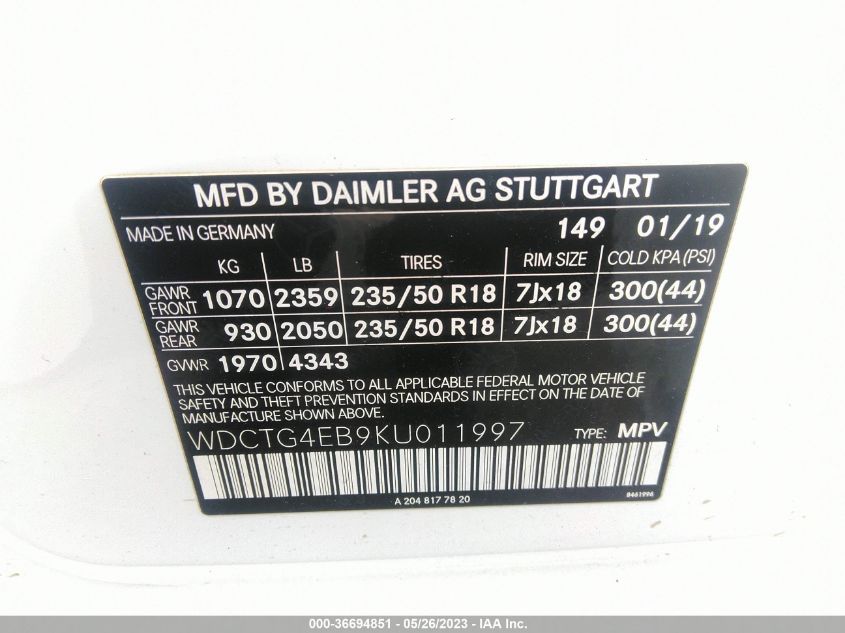 MFD BY DAIMLER AG STUTTGART
MADE IN GERMANY 149 01/19
KG LB TIRES RIM SIZE COLD KPA (PSI)
GAWR FRONT 1070 2359 235/50 R18 7Jx18 300(44)
GAWR REAR 930 2050 235/50 R18 7Jx18 300(44)
GVWR 1970 4343
THIS VEHICLE CONFORMS TO ALL APPLICABLE FEDERAL MOTOR VEHICLE
SAFETY AND THEFT PREVENTION STANDARDS IN EFFECT ON THE DATE OF
MANUFACTURE SHOWN ABOVE.
WDCTG4EB9KU011997 TYPE: MPV
A 204 817 78 20 8461996
000-36694851 - 05/26/2023 - IAA Inc.